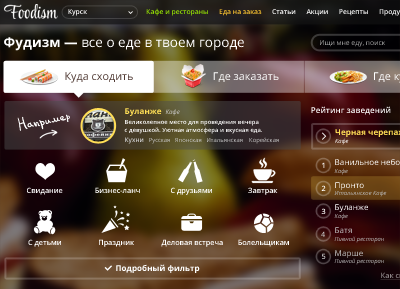 Foodism Курск Кафе и рестораны Еда на заказ Статьи Акции Рецепты Проду
Фудизм — все о еде в твоем городе
Ищу мне еду, поиск
Куда сходить Где заказать Где ку
Например
Буланже Кафе
Великолепное место для проведения вечера
с девушкой. Уютная атмосфера и вкусная еда.
Кухни Русская Японская Итальянская Корейская
Рейтинг заведений
Черная черепах
Кафе
Свидание Бизнес-ланч С друзьями Завтрак
1 Ванильное небо
Кафе
2 Пронто
Итальянское Кафе
3 Буланже
Кафе
4 Батя
Пивной ресторан
5 Марше
Пивной ресторан
С детьми Праздник Деловая встреча Болельщикам
Подробный фильтр
Как с